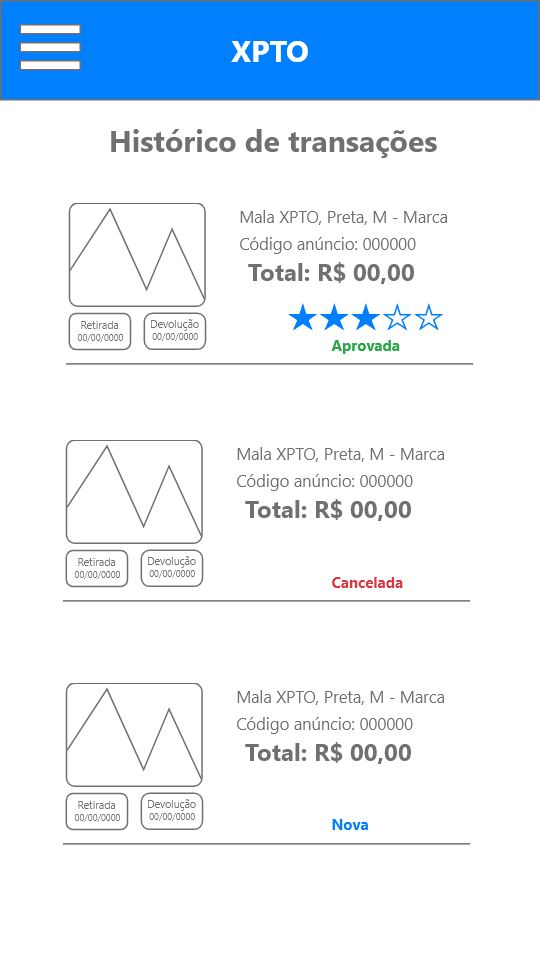 XPTO
Histórico de transações
Mala XPTO, Preta, M - Marca
Código anúncio: 000000
Total: R$ 00,00
Retirada
00/00/0000
Devolução
00/00/0000
Aprovada
Mala XPTO, Preta, M - Marca
Código anúncio: 000000
Total: R$ 00,00
Retirada
00/00/0000
Devolução
00/00/0000
Cancelada
Mala XPTO, Preta, M - Marca
Código anúncio: 000000
Total: R$ 00,00
Retirada
00/00/0000
Devolução
00/00/0000
Nova